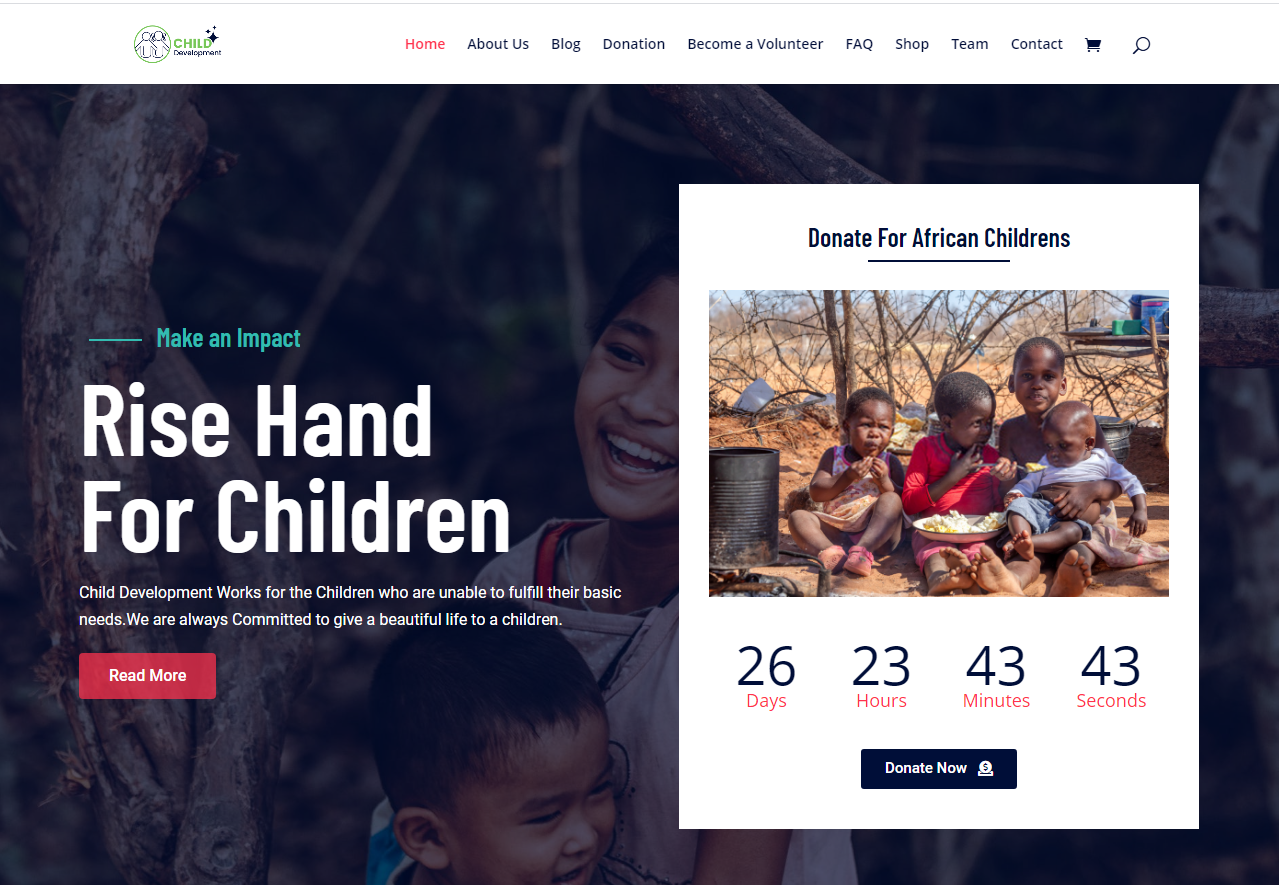 CHILD
Development
Home About Us Blog Donation Become a Volunteer FAQ Shop Team Contact
Make an Impact
Rise Hand
For Children
Child Development Works for the Children who are unable to fulfill their basic
needs.We are always Committed to give a beautiful life to a children.
Read More
Donate For African Childrens
26 23 43 43
Days Hours Minutes Seconds
Donate Now